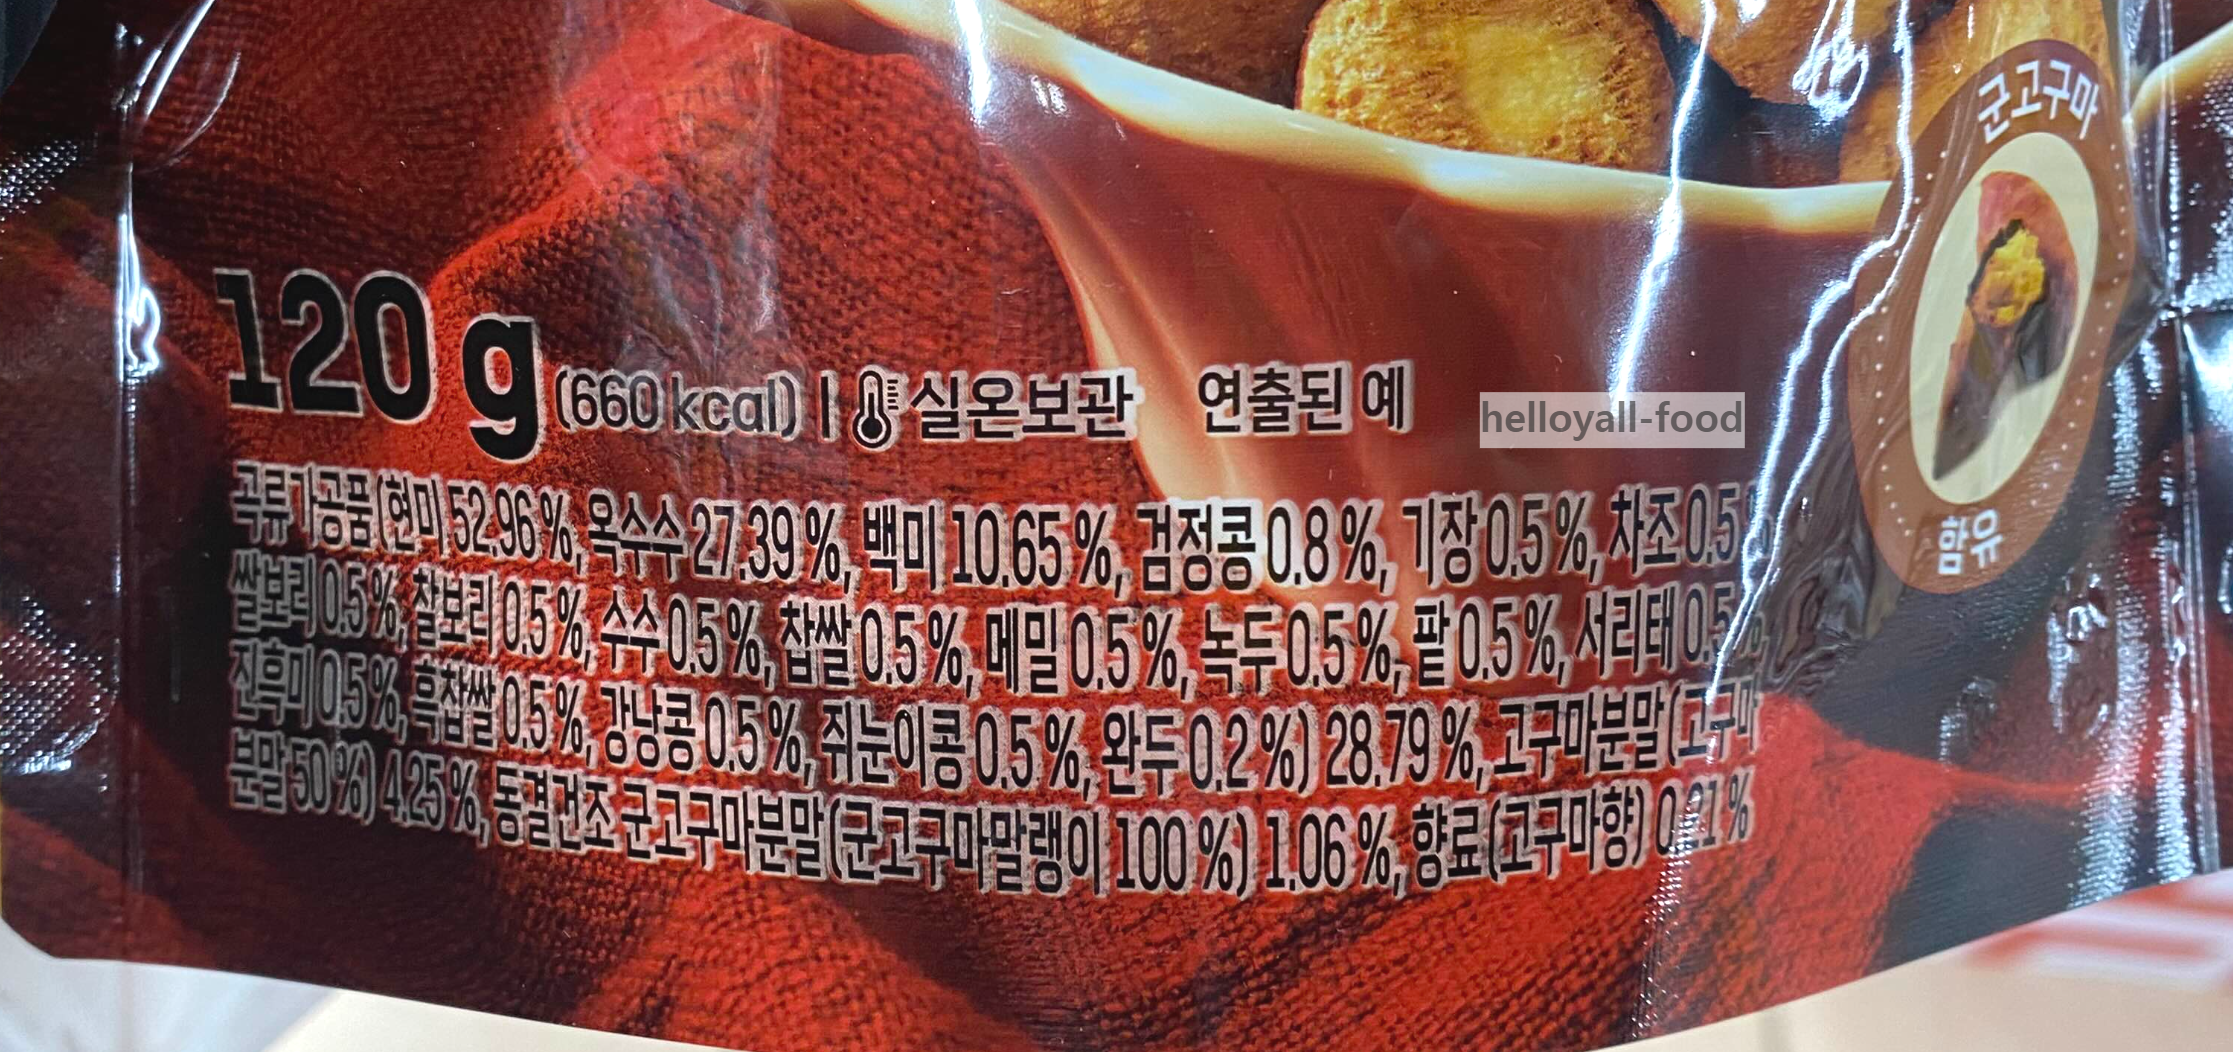 군고구마
함유
120 g (660 kcal) | 실온보관 연출된 예
helloyall-food
곡류가공품(현미 52.96 %, 옥수수 27.39 %, 백미 10.65 %, 검정콩 0.8 %, 기장 0.5 %, 차조 0.5 %,
쌀보리 0.5 %, 찰보리 0.5 %, 수수 0.5 %, 찹쌀 0.5 %, 메밀 0.5 %, 녹두 0.5 %, 팥 0.5 %, 서리태 0.5 %,
진흑미 0.5 %, 흑찹쌀 0.5 %, 강낭콩 0.5 %, 쥐눈이콩 0.5 %, 완두 0.2 %) 28.79 %, 고구마분말(고구마
분말 50 %) 4.25 %, 동결건조 군고구마분말(군고구마말랭이 100 %) 1.06 %, 향료(고구마향) 0.21 %